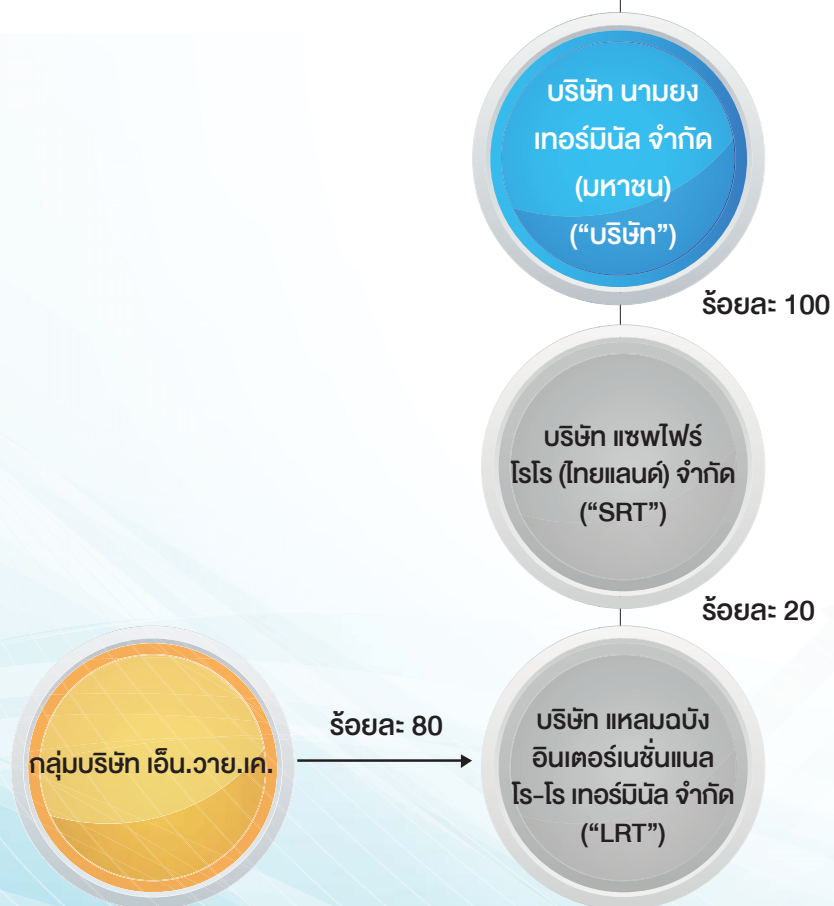 บริษัท นามยง
เทอร์มินัล จำกัด
(มหาชน)
(“บริษัท”)
ร้อยละ 100
บริษัท แซพไฟร์
โรโร (ไทยแลนด์) จำกัด
(“SRT”)
ร้อยละ 20
กลุ่มบริษัท เอ็น.วาย.เค.
ร้อยละ 80
บริษัท แหลมฉบัง
อินเตอร์เนชั่นแนล
โร-โร เทอร์มินัล จำกัด
(“LRT”)